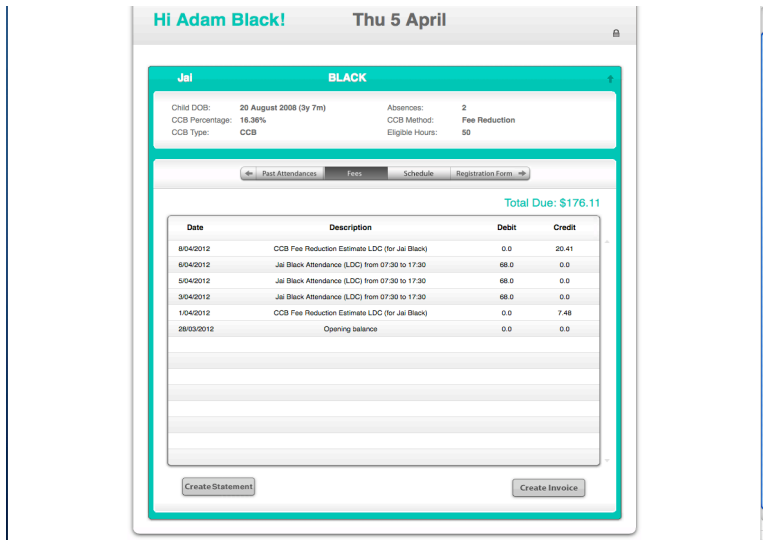 Hi Adam Black! Thu 5 April
Jai BLACK
Child DOB: 20 August 2008 (3y 7m) Absences: 2
CCB Percentage: 16.36% CCB Method: Fee Reduction
CCB Type: CCB Eligible Hours: 50
Past Attendances Fees Schedule Registration Form
Total Due: $176.11
Date Description Debit Credit
8/04/2012 CCB Fee Reduction Estimate LDC (for Jai Black) 0.0 20.41
6/04/2012 Jai Black Attendance (LDC) from 07:30 to 17:30 68.0 0.0
5/04/2012 Jai Black Attendance (LDC) from 07:30 to 17:30 68.0 0.0
3/04/2012 Jai Black Attendance (LDC) from 07:30 to 17:30 68.0 0.0
1/04/2012 CCB Fee Reduction Estimate LDC (for Jai Black) 0.0 7.48
28/03/2012 Opening balance 0.0 0.0
Create Statement Create Invoice